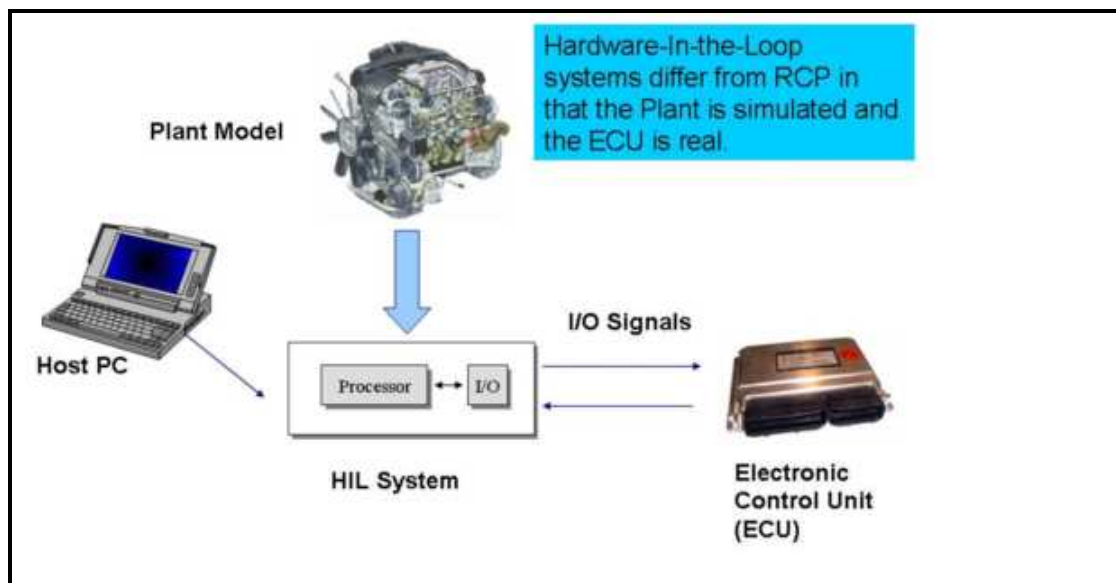 Hardware-In-the-Loop
systems differ from RCP in
that the Plant is simulated and
the ECU is real.
Plant Model
Host PC
I/O Signals
Processor
I/O
HIL System
Electronic
Control Unit
(ECU)